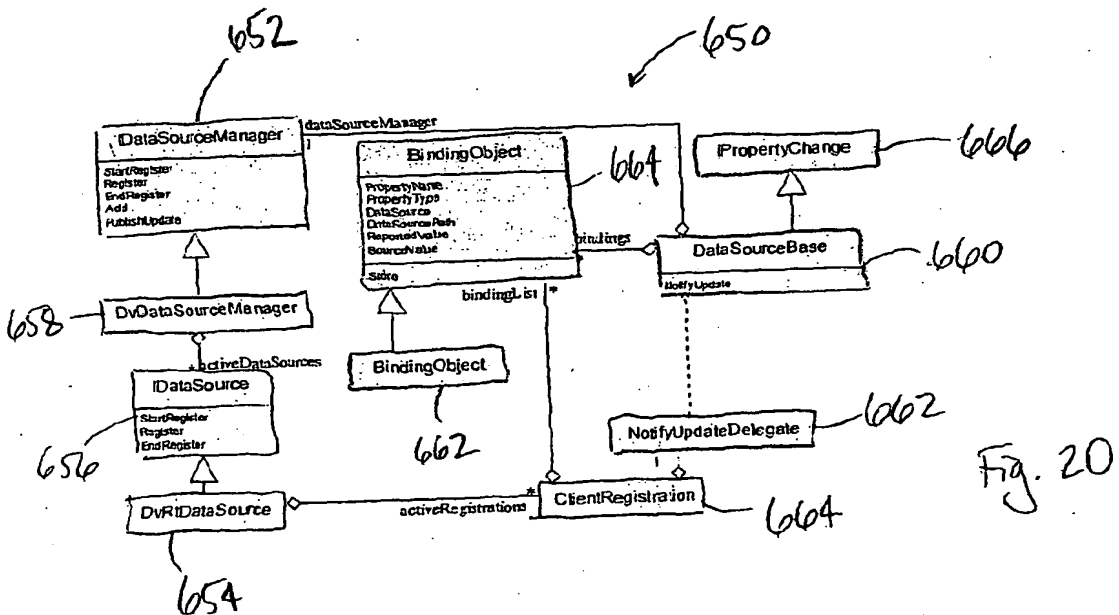 652
650
IDataSourceManager
StartRegister
Register
EndRegister
Add
PublishUpdate
dataSourceManager
1
IBindingObject
PropertyName
PropertyType
DataSource
DataSourcePath
ReportedValue
SourceValue
Store
664
IPropertyChange
666
bindings
DataSourceBase
NotifyUpdate
660
bindingList *
658
DvDataSourceManager
* activeDataSources
IDataSource
StartRegister
Register
EndRegister
656
BindingObject
662
NotifyUpdateDelegate
662
DvRtDataSource
654
*
activeRegistrations
ClientRegistration
664
Fig. 20